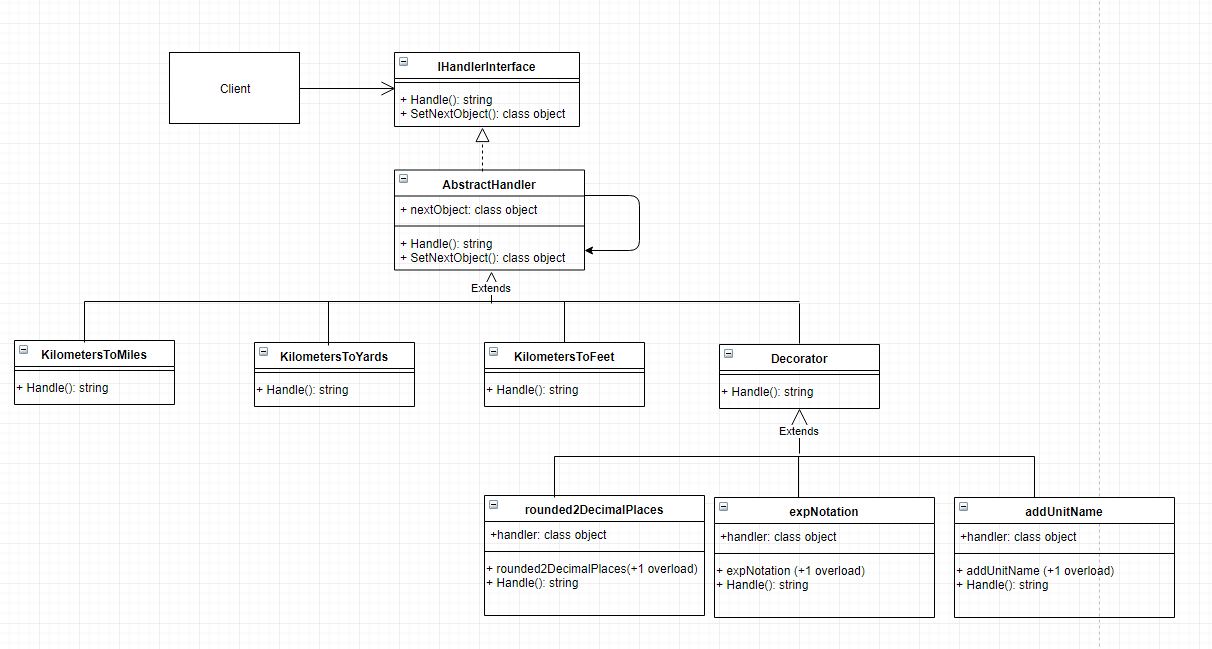 Client
IHandlerInterface
+ Handle(): string
+ SetNextObject(): class object
AbstractHandler
+ nextObject: class object
+ Handle(): string
+ SetNextObject(): class object
Extends
KilometersToMiles
+ Handle(): string
KilometersToYards
+ Handle(): string
KilometersToFeet
+ Handle(): string
Decorator
+ Handle(): string
Extends
rounded2DecimalPlaces
+handler: class object
+ rounded2DecimalPlaces(+1 overload)
+ Handle(): string
expNotation
+handler: class object
+ expNotation (+1 overload)
+ Handle(): string
addUnitName
+handler: class object
+ addUnitName (+1 overload)
+ Handle(): string